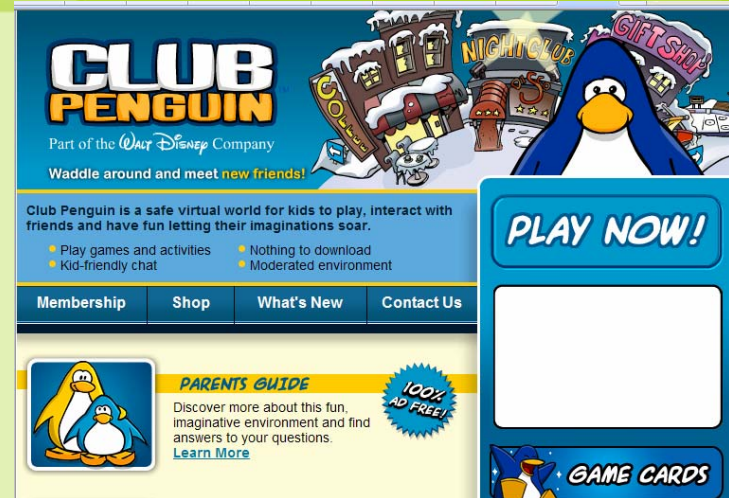 CLUB
PENGUIN
TM
Part of the WALT DISNEY Company
Waddle around and meet new friends!
COFFEE
NIGHTCLUB
GIFT SHOP
Club Penguin is a safe virtual world for kids to play, interact with
friends and have fun letting their imaginations soar.
Play games and activities
Nothing to download
Kid-friendly chat
Moderated environment
PLAY NOW!
Membership
Shop
What's New
Contact Us
PARENTS GUIDE
Discover more about this fun,
imaginative environment and find
answers to your questions.
Learn More
100%
AD FREE!
GAME CARDS